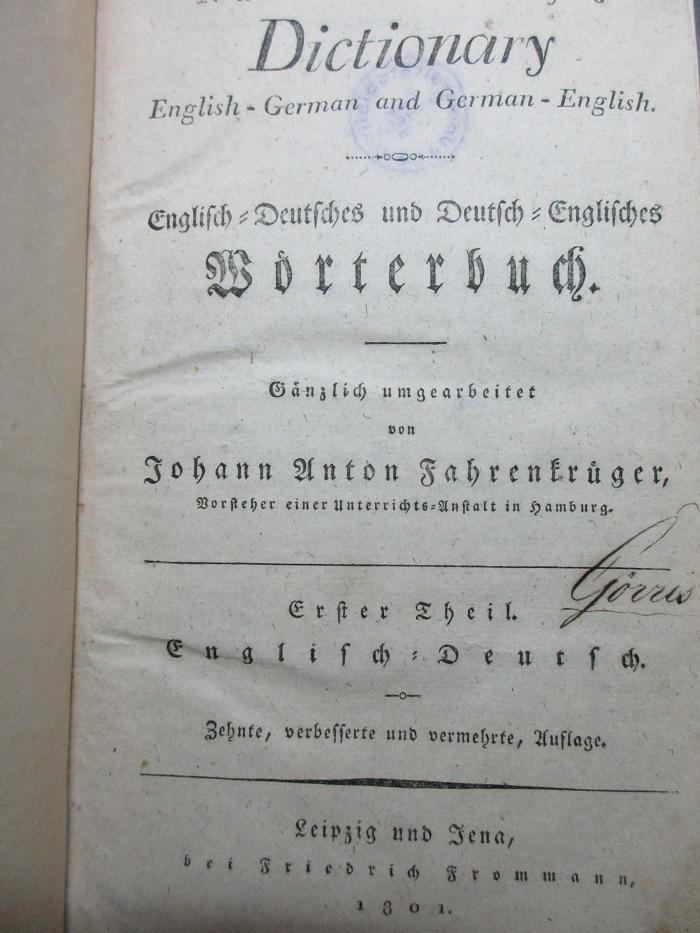 Dictionary
English - German and German - English.
Englisch=Deutsches und Deutsch=Englisches
Wörterbuch.
Gänzlich umgearbeitet
von
Johann Anton Fahrenkrüger,
Vorsteher einer Unterrichts=Anstalt in Hamburg.
Görres
Erster Theil.
Englisch=Deutsch.
Zehnte, verbesserte und vermehrte, Auflage.
Leipzig und Jena,
bei Friedrich Frommann,
1801.